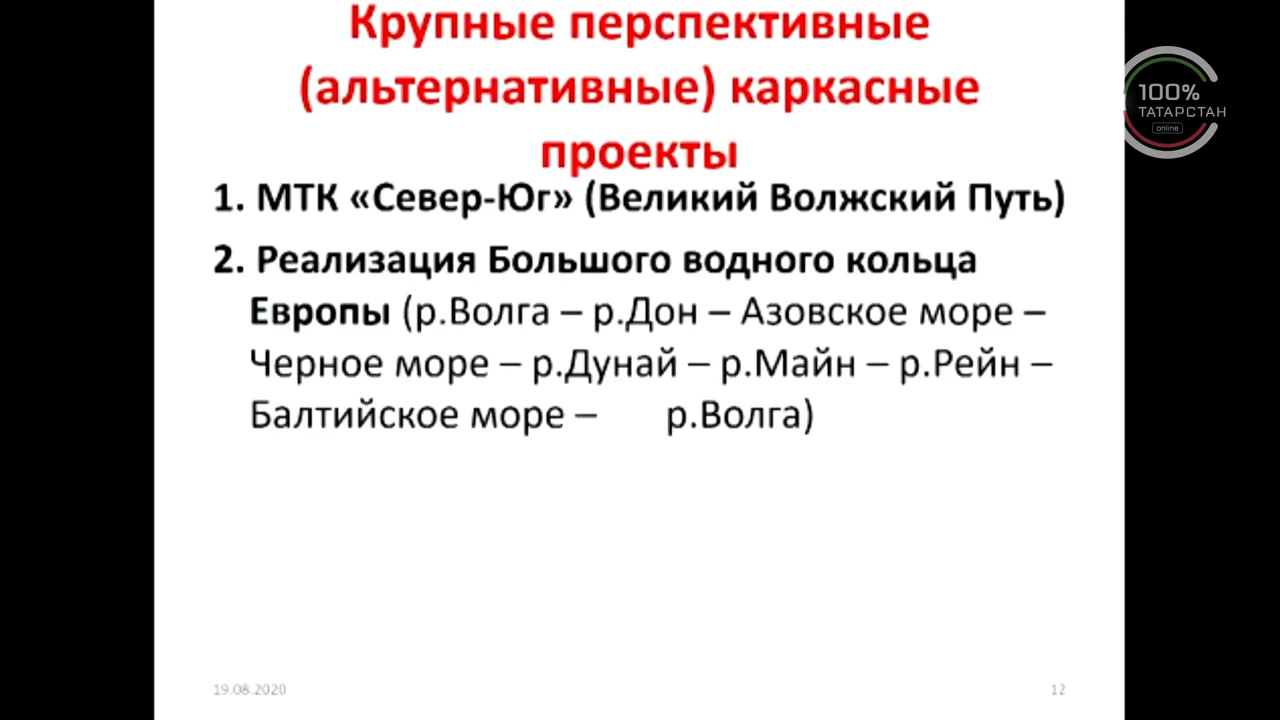 Крупные перспективные
(альтернативные) каркасные
проекты
1. МТК «Север-Юг» (Великий Волжский Путь)
2. Реализация Большого водного кольца
Европы (р.Волга – р.Дон – Азовское море –
Черное море – р.Дунай – р.Майн – р.Рейн –
Балтийское море – р.Волга)
19.08.2020
12
100%
ТАТАРСТАН
online